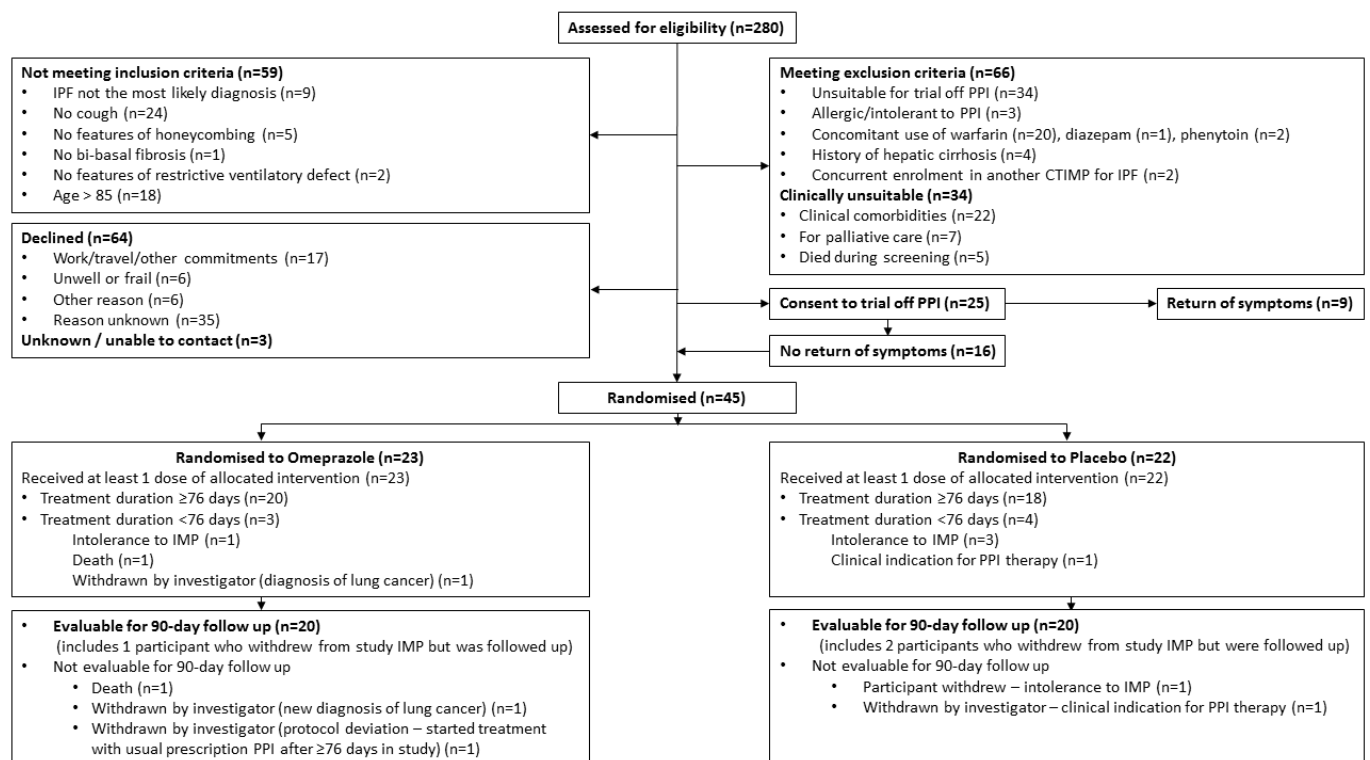 Assessed for eligibility (n=280)
Not meeting inclusion criteria (n=59)
• IPF not the most likely diagnosis (n=9)
• No cough (n=24)
• No features of honeycombing (n=5)
• No bi-basal fibrosis (n=1)
• No features of restrictive ventilatory defect (n=2)
• Age > 85 (n=18)
Meeting exclusion criteria (n=66)
• Unsuitable for trial off PPI (n=34)
• Allergic/intolerant to PPI (n=3)
• Concomitant use of warfarin (n=20), diazepam (n=1), phenytoin (n=2)
• History of hepatic cirrhosis (n=4)
• Concurrent enrolment in another CTIMP for IPF (n=2)
Clinically unsuitable (n=34)
• Clinical comorbidities (n=22)
• For palliative care (n=7)
• Died during screening (n=5)
Declined (n=64)
• Work/travel/other commitments (n=17)
• Unwell or frail (n=6)
• Other reason (n=6)
• Reason unknown (n=35)
Unknown / unable to contact (n=3)
Consent to trial off PPI (n=25)
Return of symptoms (n=9)
No return of symptoms (n=16)
Randomised (n=45)
Randomised to Omeprazole (n=23)
Received at least 1 dose of allocated intervention (n=23)
• Treatment duration ≥76 days (n=20)
• Treatment duration <76 days (n=3)
Intolerance to IMP (n=1)
Death (n=1)
Withdrawn by investigator (diagnosis of lung cancer) (n=1)
Randomised to Placebo (n=22)
Received at least 1 dose of allocated intervention (n=22)
• Treatment duration ≥76 days (n=18)
• Treatment duration <76 days (n=4)
Intolerance to IMP (n=3)
Clinical indication for PPI therapy (n=1)
• Evaluable for 90-day follow up (n=20)
(includes 1 participant who withdrew from study IMP but was followed up)
• Not evaluable for 90-day follow up
• Death (n=1)
• Withdrawn by investigator (new diagnosis of lung cancer) (n=1)
• Withdrawn by investigator (protocol deviation – started treatment
with usual prescription PPI after ≥76 days in study) (n=1)
• Evaluable for 90-day follow up (n=20)
(includes 2 participants who withdrew from study IMP but were followed up)
• Not evaluable for 90-day follow up
• Participant withdrew – intolerance to IMP (n=1)
• Withdrawn by investigator – clinical indication for PPI therapy (n=1)